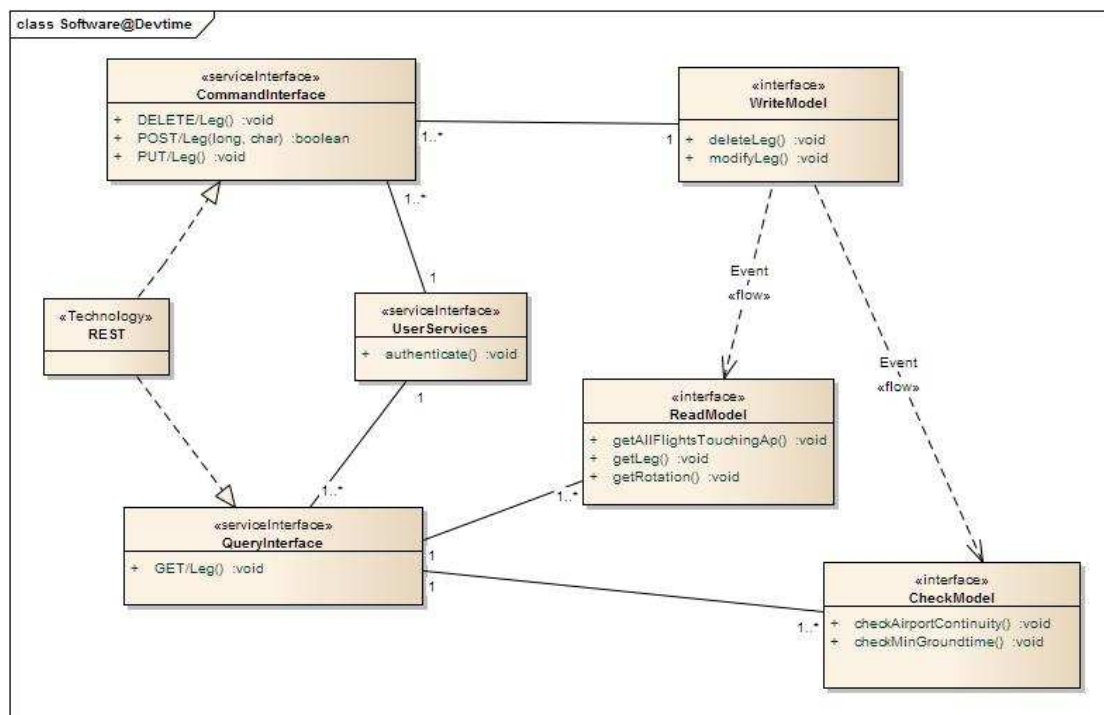 class Software@Devtime
«serviceInterface»
CommandInterface
+ DELETE/Leg() :void
+ POST/Leg(long, char) :boolean
+ PUT/Leg() :void
1..*
1
«interface»
WriteModel
+ deleteLeg() :void
+ modifyLeg() :void
1..*
1
«Technology»
REST
«serviceInterface»
UserServices
+ authenticate() :void
1
1..*
Event
«flow»
Event
«flow»
«interface»
ReadModel
+ getAllFlightsTouchingAp() :void
+ getLeg() :void
+ getRotation() :void
1..*
1
«serviceInterface»
QueryInterface
+ GET/Leg() :void
1
1..*
«interface»
CheckModel
+ checkAirportContinuity() :void
+ checkMinGroundtime() :void